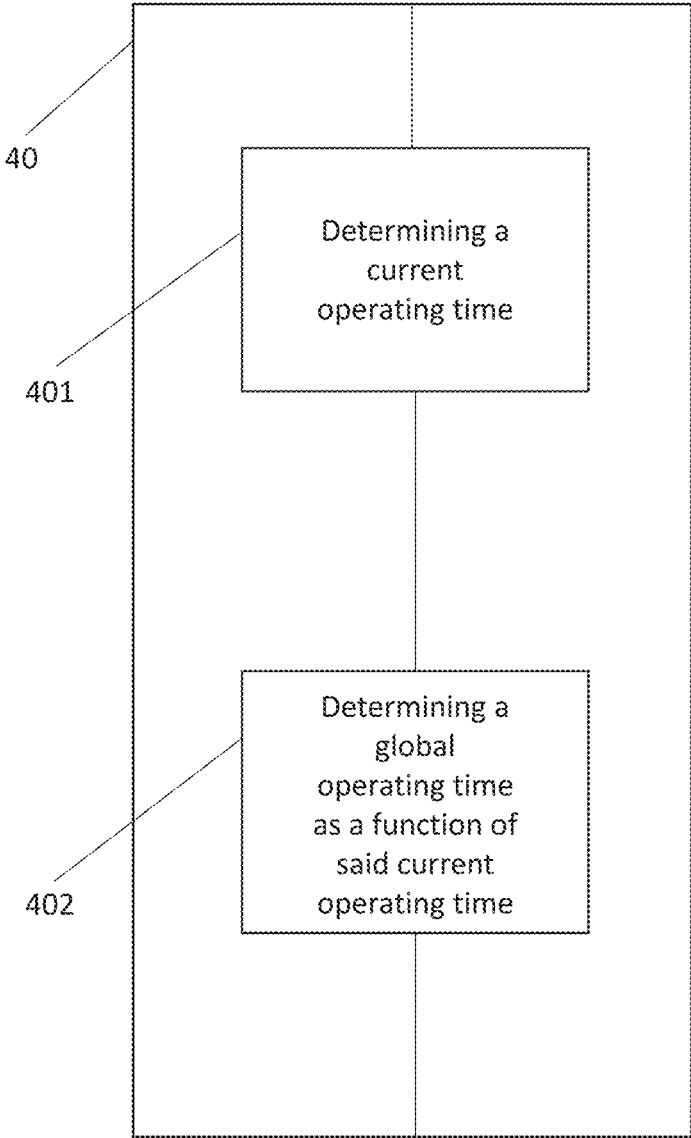 40
Determining a
current
operating time
401
Determining a
global
operating time
as a function of
said current
operating time
402